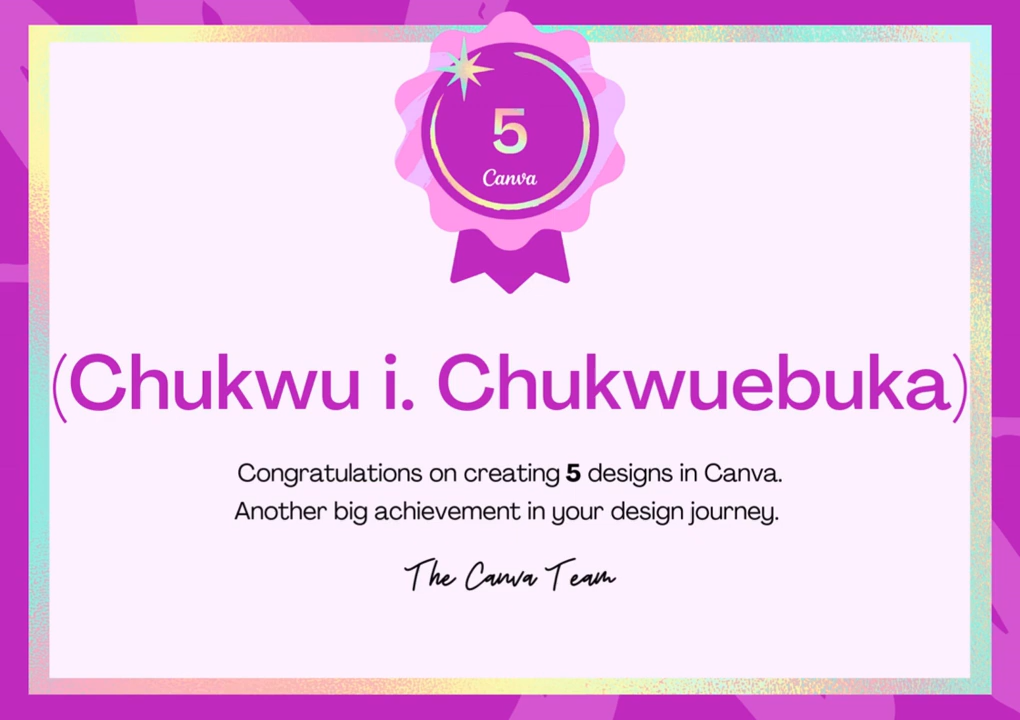 5
Canva
(Chukwu i. Chukwuebuka)
Congratulations on creating 5 designs in Canva.
Another big achievement in your design journey.
The Canva Team